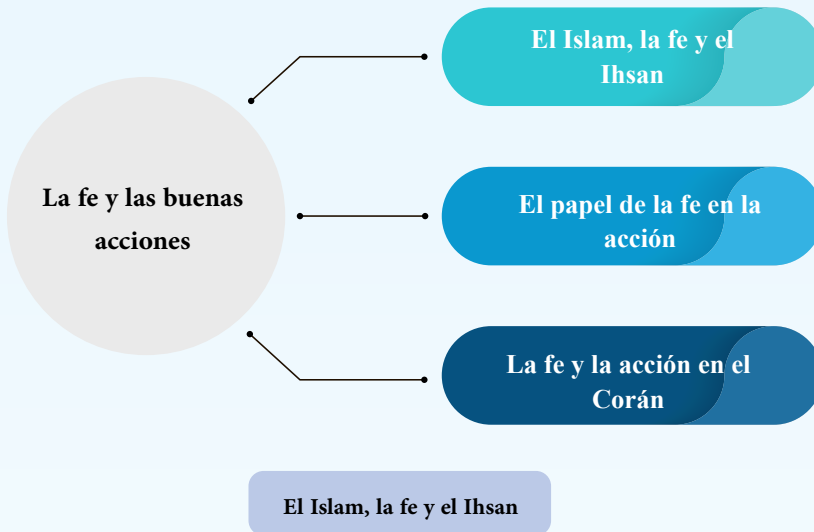 La fe y las buenas
acciones
El Islam, la fe y el
Ihsan
El papel de la fe en la
acción
La fe y la acción en el
Corán
El Islam, la fe y el Ihsan